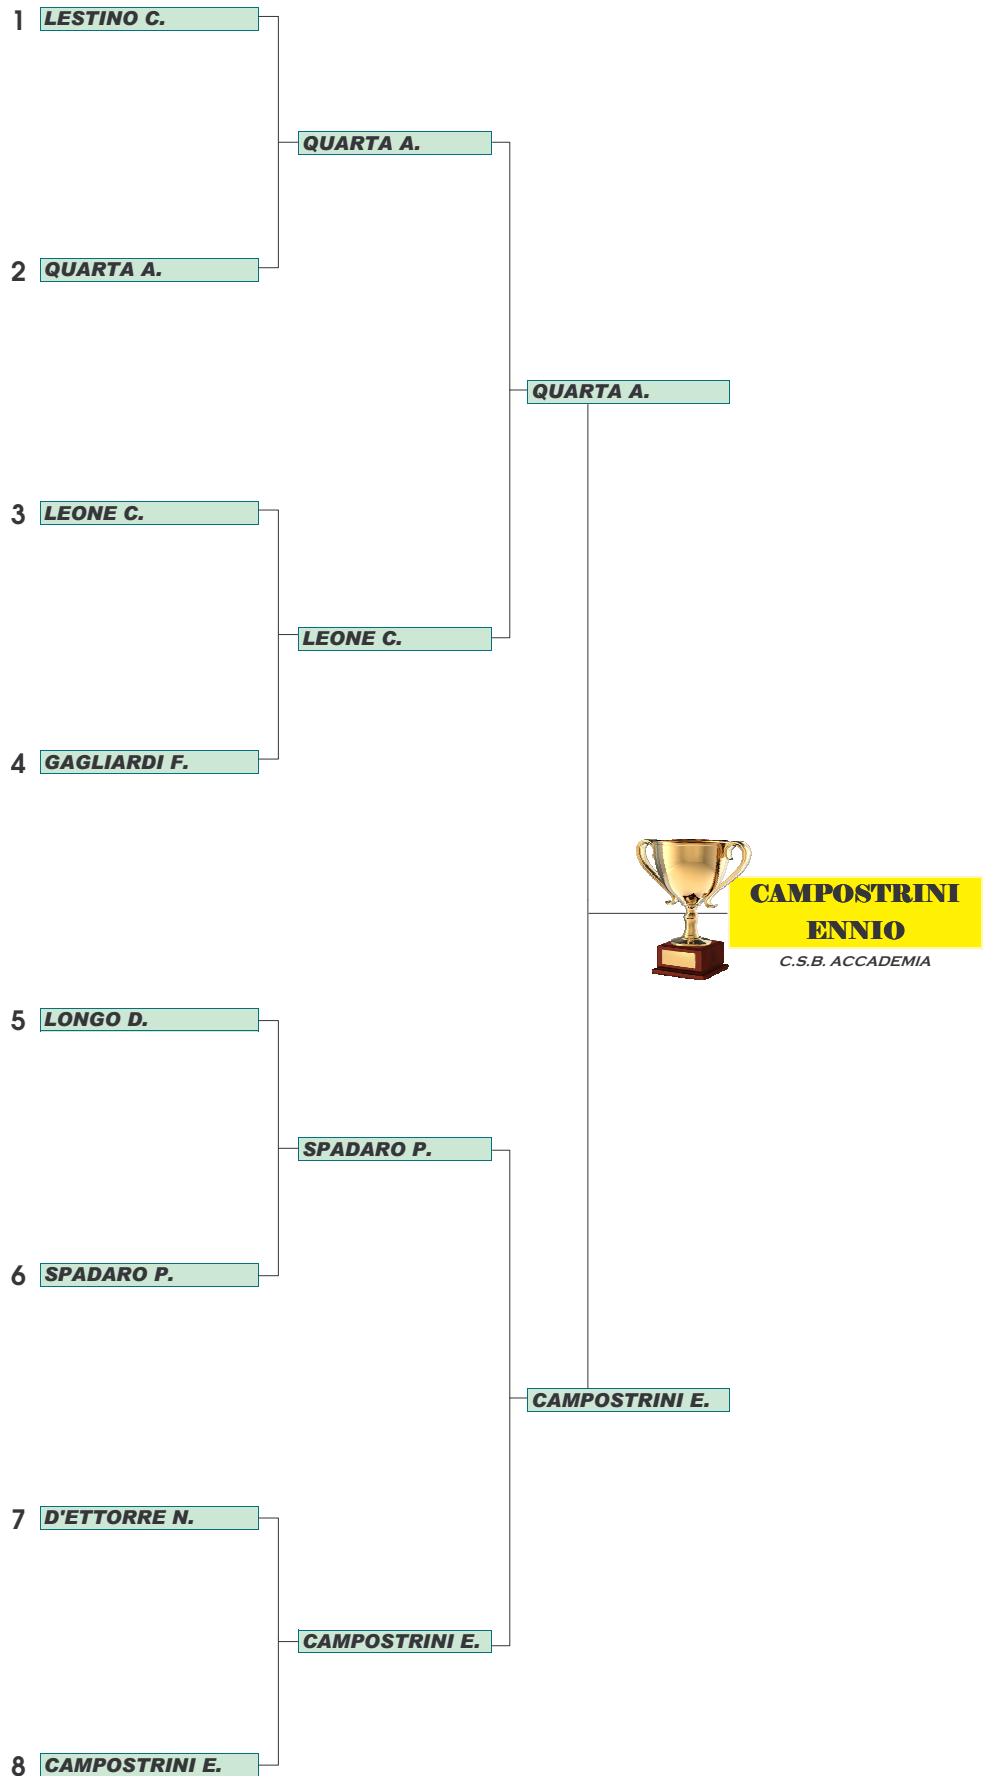 1 LESTINO C.
QUARTA A.
2 QUARTA A.
QUARTA A.
3 LEONE C.
LEONE C.
4 GAGLIARDI F.
CAMPOSTRINI
ENNIO
C.S.B. ACCADEMIA
5 LONGO D.
SPADARO P.
6 SPADARO P.
CAMPOSTRINI E.
7 D'ETTORRE N.
CAMPOSTRINI E.
8 CAMPOSTRINI E.